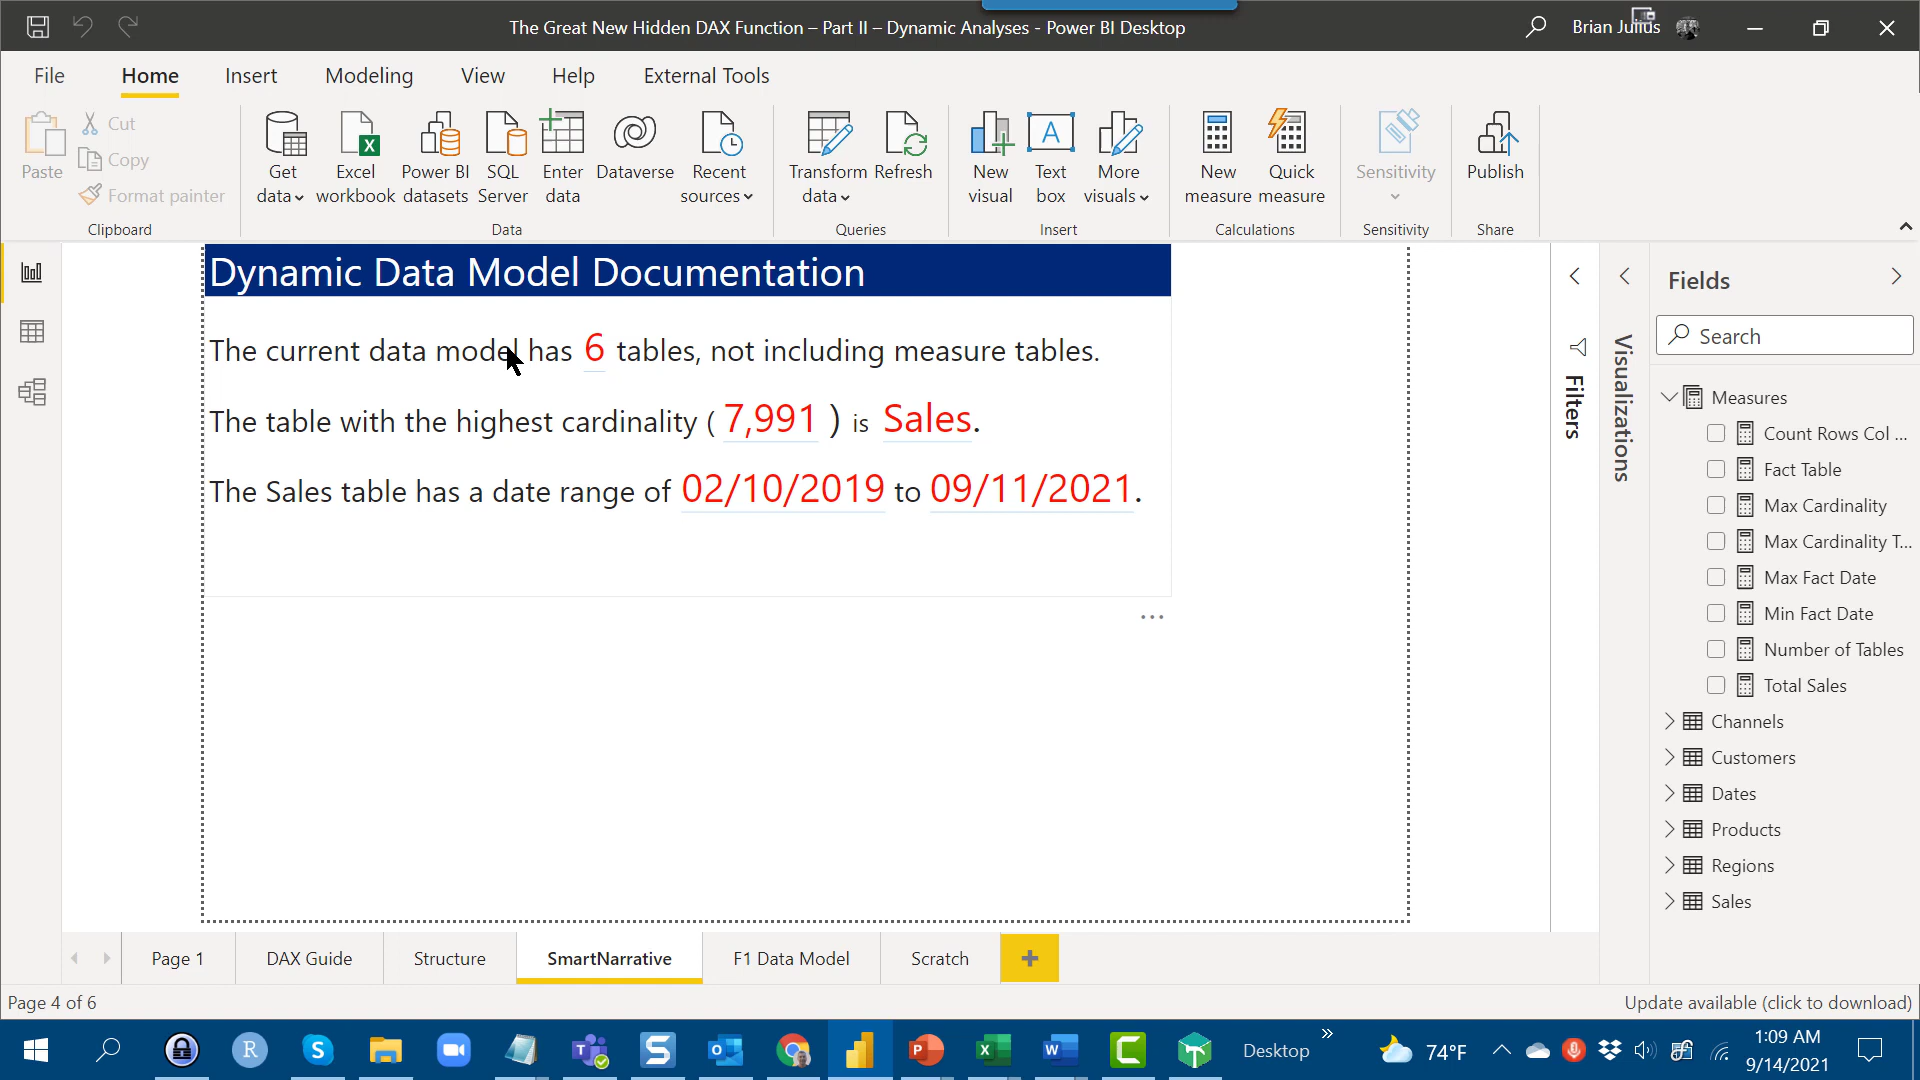 The Great New Hidden DAX Function – Part II – Dynamic Analyses - Power BI Desktop
Brian Julius
File Home Insert Modeling View Help External Tools
Paste
Cut
Copy
Format painter
Clipboard
Get data
Excel workbook
Power BI datasets
SQL Server
Enter data
Dataverse
Recent sources
Data
Transform data
Refresh
Queries
New visual
Text box
More visuals
Insert
New measure
Quick measure
Calculations
Sensitivity
Sensitivity
Publish
Share
Dynamic Data Model Documentation
The current data model has 6 tables, not including measure tables.
The table with the highest cardinality ( 7,991 ) is Sales.
The Sales table has a date range of 02/10/2019 to 09/11/2021.
Filters
Visualizations
Fields
Search
Measures
Count Rows Col ...
Fact Table
Max Cardinality
Max Cardinality T...
Max Fact Date
Min Fact Date
Number of Tables
Total Sales
Channels
Customers
Dates
Products
Regions
Sales
Page 1 DAX Guide Structure SmartNarrative F1 Data Model Scratch
Page 4 of 6
Update available (click to download)
Desktop
74°F
1:09 AM
9/14/2021